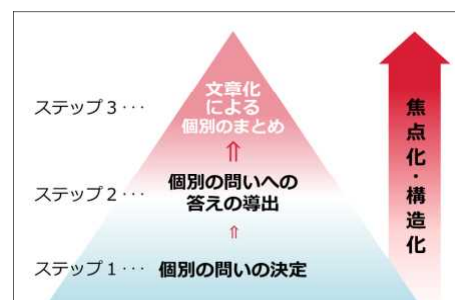 文章化
による
ステップ３･･･ 個別のまとめ
⇑
ステップ２･･･ 個別の問いへの
答えの導出
⇑
ステップ１･･･ 個別の問いの決定
焦点化・構造化